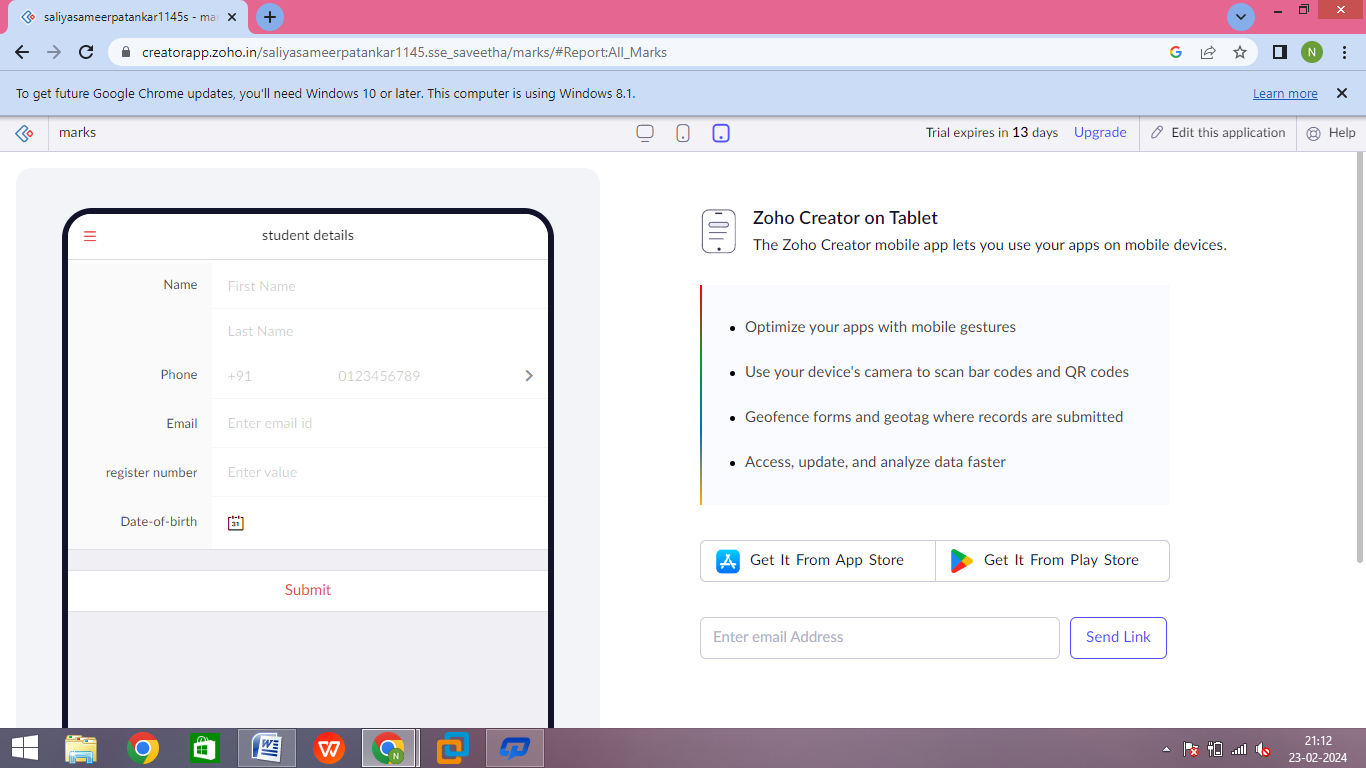 saliyasameerpatankar1145s - mar
creatorapp.zoho.in/saliyasameerpatankar1145.sse_saveetha/marks/#Report:All_Marks
N
To get future Google Chrome updates, you'll need Windows 10 or later. This computer is using Windows 8.1.
Learn more
marks
Trial expires in 13 days
Upgrade
Edit this application
Help
student details
Name
First Name
Last Name
Phone
+91
0123456789
Email
Enter email id
register number
Enter value
Date-of-birth
31
Submit
Zoho Creator on Tablet
The Zoho Creator mobile app lets you use your apps on mobile devices.
Optimize your apps with mobile gestures
Use your device's camera to scan bar codes and QR codes
Geofence forms and geotag where records are submitted
Access, update, and analyze data faster
Get It From App Store
Get It From Play Store
Enter email Address
Send Link
W
W
N
21:12
23-02-2024